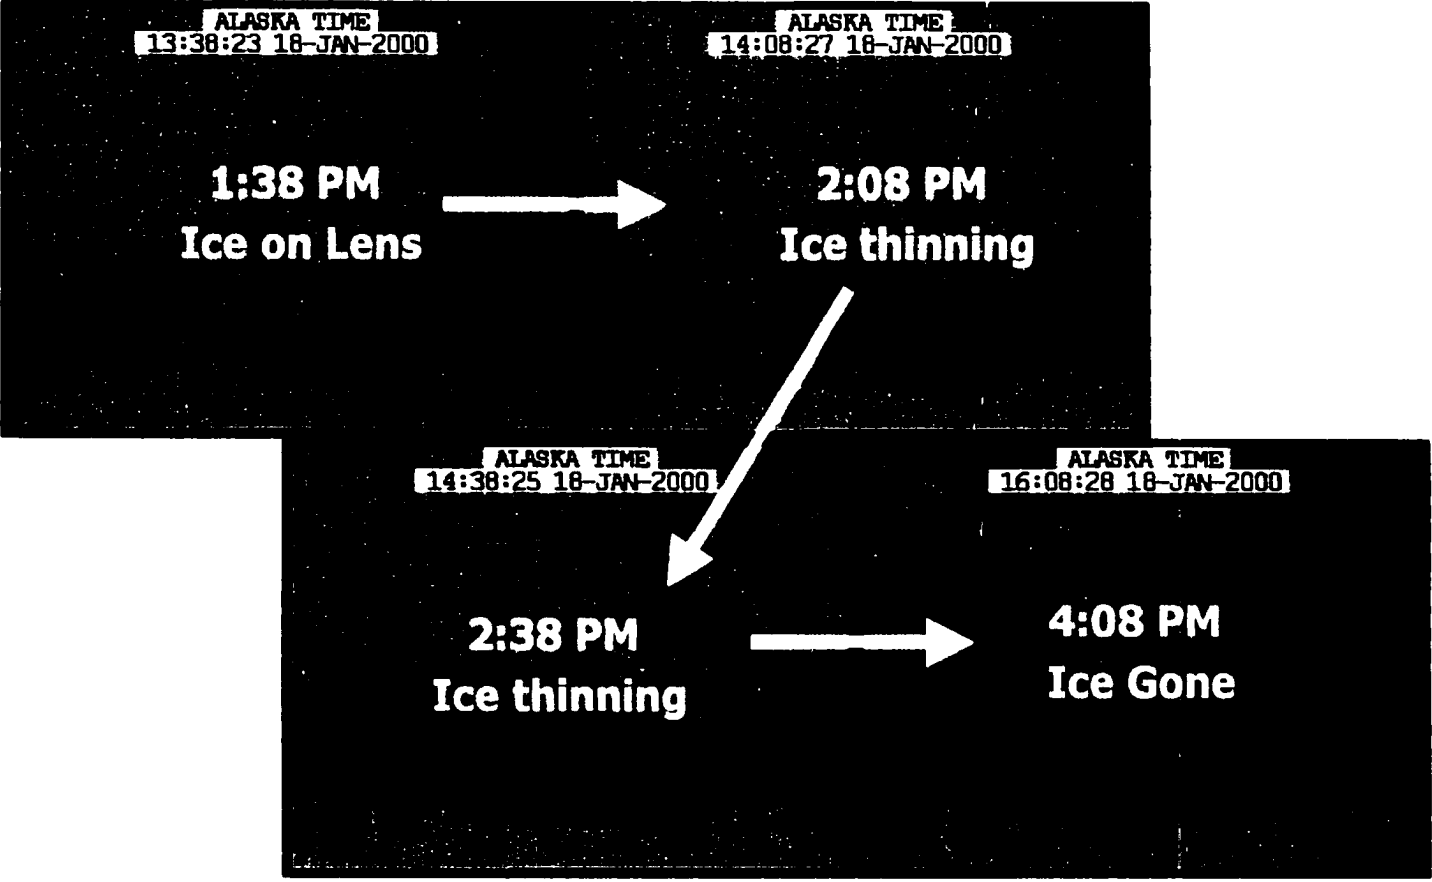 ALASKA TIME
13:38:23 18-JAN-2000
1:38 PM
Ice on Lens
ALASKA TIME
14:08:27 18-JAN-2000
2:08 PM
Ice thinning
ALASKA TIME
14:38:25 18-JAN-2000
2:38 PM
Ice thinning
ALASKA TIME
16:08:28 18-JAN-2000
4:08 PM
Ice Gone